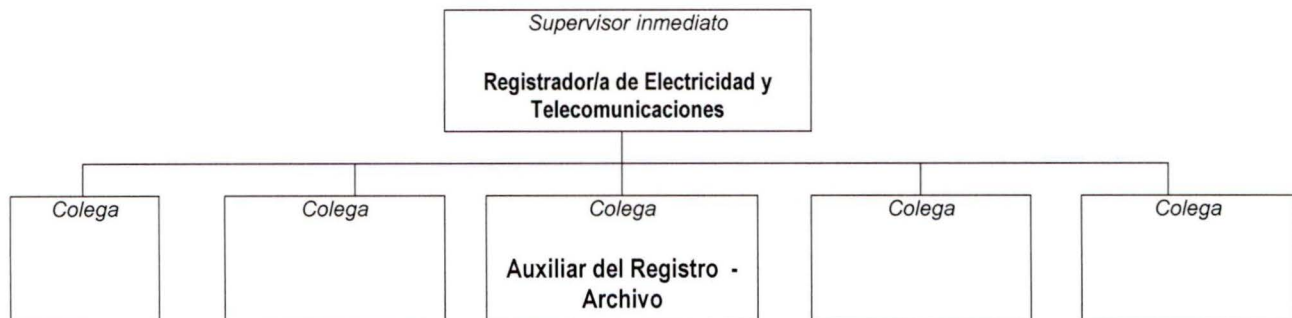 Supervisor inmediato
Registrador/a de Electricidad y
Telecomunicaciones
Colega
Colega
Colega
Colega
Colega
Auxiliar del Registro -
Archivo